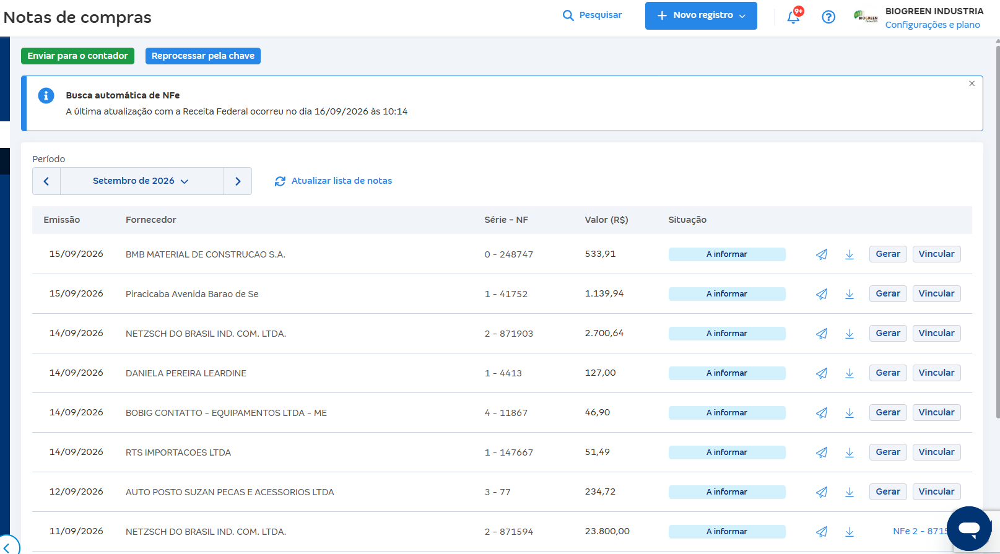 Notas de compras
Pesquisar
Novo registro
9+
BIOGREEN
BIOGREEN INDUSTRIA
Configurações e plano
Enviar para o contador
Reprocessar pela chave
Busca automática de NFe
A última atualização com a Receita Federal ocorreu no dia 16/09/2026 às 10:14
Período
Setembro de 2026
Atualizar lista de notas
Emissão Fornecedor Série - NF Valor (R$) Situação
15/09/2026 BMB MATERIAL DE CONSTRUCAO S.A. 0 - 248747 533,91 A informar Gerar Vincular
15/09/2026 Piracicaba Avenida Barao de Se 1 - 41752 1.139,94 A informar Gerar Vincular
14/09/2026 NETZSCH DO BRASIL IND. COM. LTDA. 2 - 871903 2.700,64 A informar Gerar Vincular
14/09/2026 DANIELA PEREIRA LEARDINE 1 - 4413 127,00 A informar Gerar Vincular
14/09/2026 BOBIG CONTATTO - EQUIPAMENTOS LTDA - ME 4 - 11867 46,90 A informar Gerar Vincular
14/09/2026 RTS IMPORTACOES LTDA 1 - 147667 51,49 A informar Gerar Vincular
12/09/2026 AUTO POSTO SUZAN PECAS E ACESSORIOS LTDA 3 - 77 234,72 A informar Gerar Vincular
11/09/2026 NETZSCH DO BRASIL IND. COM. LTDA. 2 - 871594 23.800,00 A informar NFe 2 - 8715